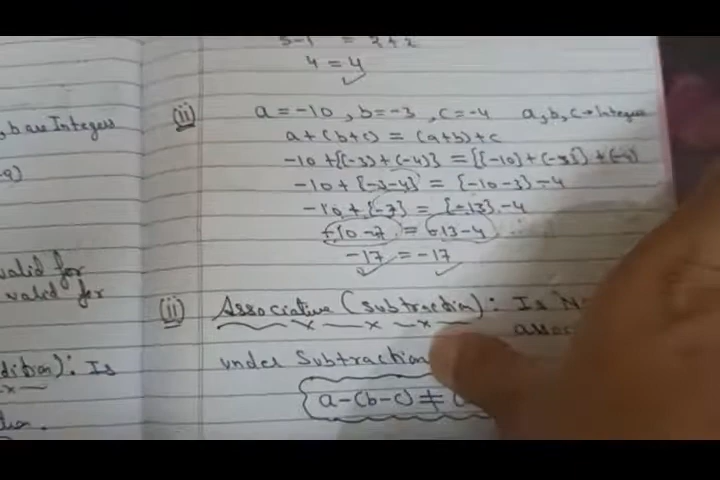 b are Integers
valid for
valid for
dition): Is
4 = 4
(ii) a = -10, b = -3, c = -4 a, b, c → Integers
a + (b+c) = (a+b) + c
-10 + {(-3) + (-4)} = {(-10) + (-3)} + (-4)
-10 + {-3-4} = {-10-3} -4
-10 + {-7} = {-13} -4
-10-7 = -13-4
-17 = -17
(ii) Associative (subtraction): Is
under Subtraction
a-(b-c) ≠